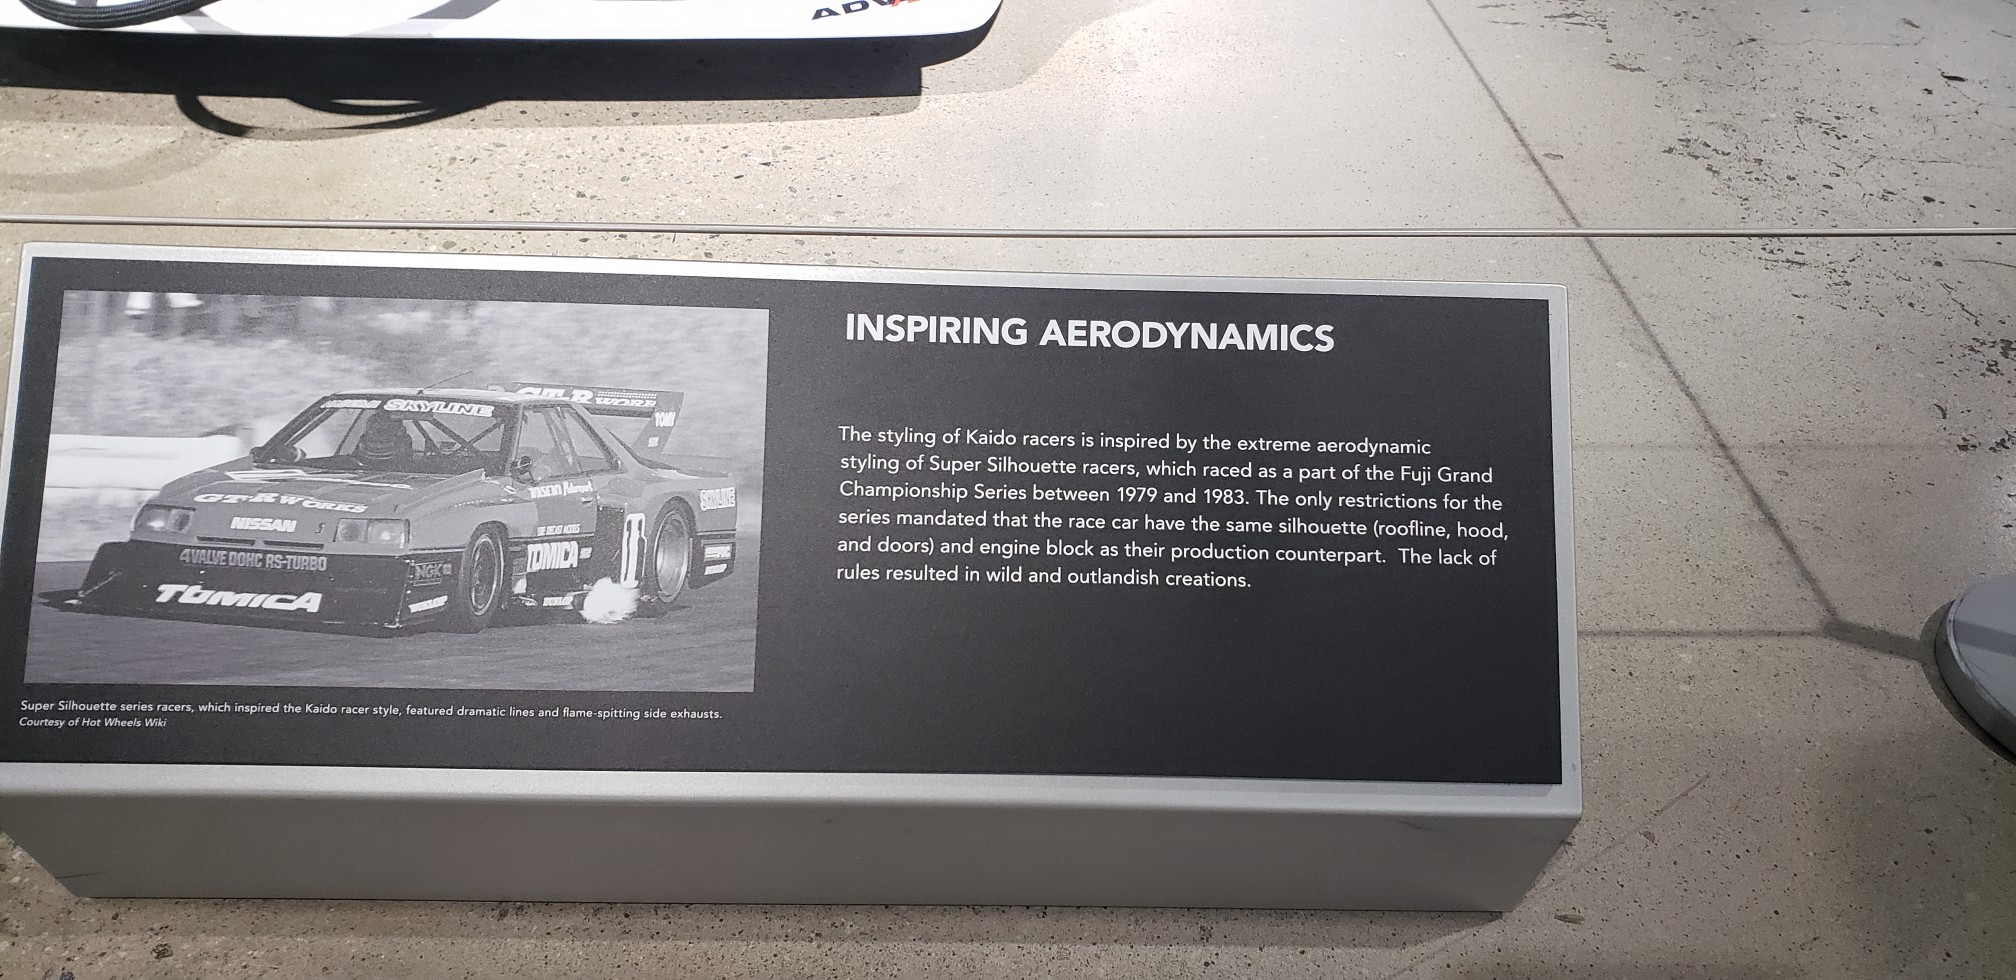 ADVA
INSPIRING AERODYNAMICS
The styling of Kaido racers is inspired by the extreme aerodynamic
styling of Super Silhouette racers, which raced as a part of the Fuji Grand
Championship Series between 1979 and 1983. The only restrictions for the
series mandated that the race car have the same silhouette (roofline, hood,
and doors) and engine block as their production counterpart. The lack of
rules resulted in wild and outlandish creations.
SKYLINE
WORK
TOMI
GT-R WORKS
NISSAN
4VALVE DOHC RS-TURBO
TOMICA
NGK
TOMICA
11
SKYLINE
Super Silhouette series racers, which inspired the Kaido racer style, featured dramatic lines and flame-spitting side exhausts.
Courtesy of Hot Wheels Wiki